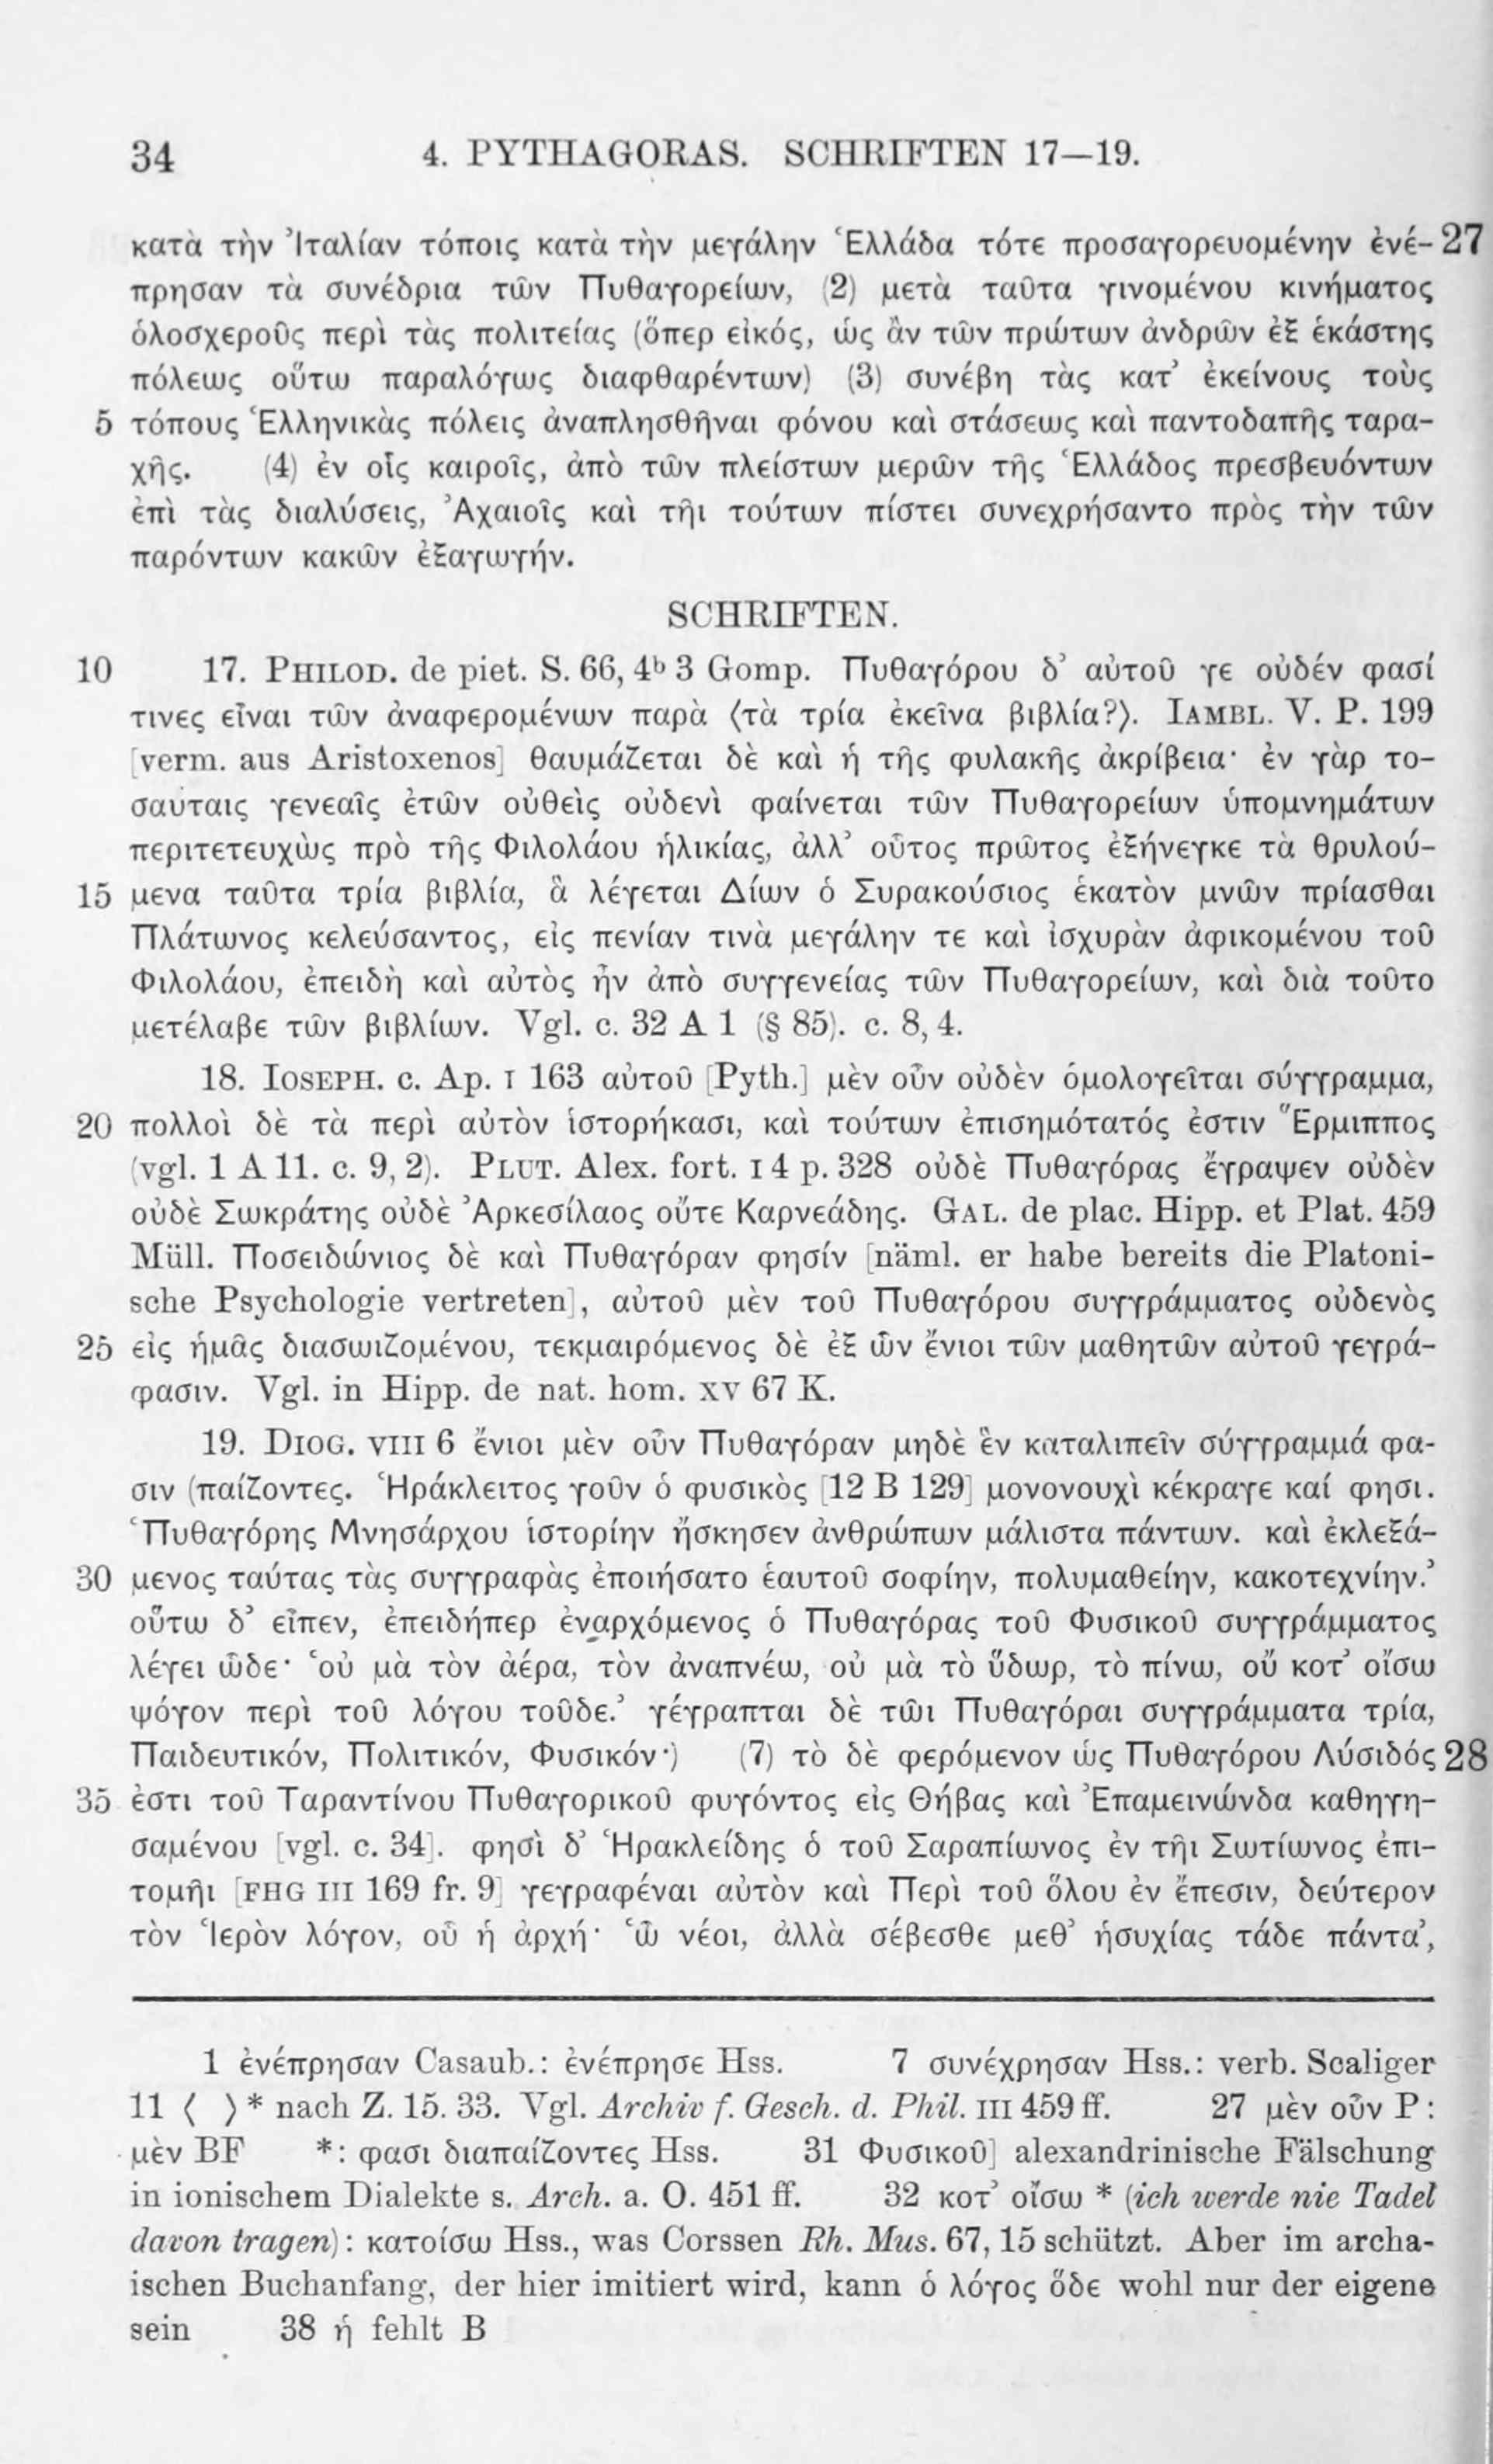 34 4. PYTHAGORAS. SCHRIFTEN 17—19.
κατὰ τὴν Ἰταλίαν τόποις κατὰ τὴν μεγάλην Ἑλλάδα τότε προσαγορευομένην ἐνέ- 27
πρησαν τὰ συνέδρια τῶν Πυθαγορείων, (2) μετὰ ταῦτα γινομένου κινήματος
ὁλοσχεροῦς περὶ τὰς πολιτείας (ὅπερ εἰκός, ὡς ἂν τῶν πρώτων ἀνδρῶν ἐξ ἑκάστης
πόλεως οὕτω παραλόγως διαφθαρέντων) (3) συνέβη τὰς κατ’ ἐκείνους τοὺς
5 τόπους Ἑλληνικὰς πόλεις ἀναπλησθῆναι φόνου καὶ στάσεως καὶ παντοδαπῆς ταρα-
χῆς. (4) ἐν οἷς καιροῖς, ἀπὸ τῶν πλείστων μερῶν τῆς Ἑλλάδος πρεσβευόντων
ἐπὶ τὰς διαλύσεις, Ἀχαιοῖς καὶ τῆι τούτων πίστει συνεχρήσαντο πρὸς τὴν τῶν
παρόντων κακῶν ἐξαγωγήν.
SCHRIFTEN.
10 17. PHILOD. de piet. S. 66, 4ᵇ 3 Gomp. Πυθαγόρου δ’ αὐτοῦ γε οὐδέν φασί
τινες εἶναι τῶν ἀναφερομένων παρὰ ⟨τὰ τρία ἐκεῖνα βιβλία?⟩. IAMBL. V. P. 199
[verm. aus Aristoxenos] θαυμάζεται δὲ καὶ ἡ τῆς φυλακῆς ἀκρίβεια· ἐν γὰρ το-
σαύταις γενεαῖς ἐτῶν οὐθεὶς οὐδενὶ φαίνεται τῶν Πυθαγορείων ὑπομνημάτων
περιτετευχὼς πρὸ τῆς Φιλολάου ἡλικίας, ἀλλ’ οὗτος πρῶτος ἐξήνεγκε τὰ θρυλού-
15 μενα ταῦτα τρία βιβλία, ἃ λέγεται Δίων ὁ Συρακούσιος ἑκατὸν μνῶν πρίασθαι
Πλάτωνος κελεύσαντος, εἰς πενίαν τινὰ μεγάλην τε καὶ ἰσχυρὰν ἀφικομένου τοῦ
Φιλολάου, ἐπειδὴ καὶ αὐτὸς ἦν ἀπὸ συγγενείας τῶν Πυθαγορείων, καὶ διὰ τοῦτο
μετέλαβε τῶν βιβλίων. Vgl. c. 32 A 1 (§ 85). c. 8, 4.
18. IOSEPH. c. Ap. I 163 αὐτοῦ [Pyth.] μὲν οὖν οὐδὲν ὁμολογεῖται σύγγραμμα,
20 πολλοὶ δὲ τὰ περὶ αὐτὸν ἱστορήκασι, καὶ τούτων ἐπισημότατός ἐστιν Ἕρμιππος
(vgl. 1 A 11. c. 9, 2). PLUT. Alex. fort. I 4 p. 328 οὐδὲ Πυθαγόρας ἔγραψεν οὐδὲν
οὐδὲ Σωκράτης οὐδὲ Ἀρκεσίλαος οὔτε Καρνεάδης. GAL. de plac. Hipp. et Plat. 459
Müll. Ποσειδώνιος δὲ καὶ Πυθαγόραν φησίν [näml. er habe bereits die Platoni-
sche Psychologie vertreten], αὐτοῦ μὲν τοῦ Πυθαγόρου συγγράμματος οὐδενὸς
25 εἰς ἡμᾶς διασωιζομένου, τεκμαιρόμενος δὲ ἐξ ὧν ἔνιοι τῶν μαθητῶν αὐτοῦ γεγρά-
φασιν. Vgl. in Hipp. de nat. hom. XV 67 K.
19. DIOG. VIII 6 ἔνιοι μὲν οὖν Πυθαγόραν μηδὲ ἓν καταλιπεῖν σύγγραμμά φα-
σιν (παίζοντες. Ἡράκλειτος γοῦν ὁ φυσικὸς [12 B 129] μονονουχὶ κέκραγε καί φησι.
‘Πυθαγόρης Μνησάρχου ἱστορίην ἤσκησεν ἀνθρώπων μάλιστα πάντων. καὶ ἐκλεξά-
30 μενος ταύτας τὰς συγγραφὰς ἐποιήσατο ἑαυτοῦ σοφίην, πολυμαθείην, κακοτεχνίην.’
οὕτω δ’ εἶπεν, ἐπειδήπερ ἐναρχόμενος ὁ Πυθαγόρας τοῦ Φυσικοῦ συγγράμματος
λέγει ὧδε· ‘οὐ μὰ τὸν ἀέρα, τὸν ἀναπνέω, οὐ μὰ τὸ ὕδωρ, τὸ πίνω, οὔ κοτ’ οἴσω
ψόγον περὶ τοῦ λόγου τοῦδε.’ γέγραπται δὲ τῶι Πυθαγόραι συγγράμματα τρία,
Παιδευτικόν, Πολιτικόν, Φυσικόν·) (7) τὸ δὲ φερόμενον ὡς Πυθαγόρου Λύσιδός 28
35 ἐστι τοῦ Ταραντίνου Πυθαγορικοῦ φυγόντος εἰς Θήβας καὶ Ἐπαμεινώνδα καθηγη-
σαμένου [vgl. c. 34]. φησὶ δ’ Ἡρακλείδης ὁ τοῦ Σαραπίωνος ἐν τῆι Σωτίωνος ἐπι-
τομῆι [FHG III 169 fr. 9] γεγραφέναι αὐτὸν καὶ Περὶ τοῦ ὅλου ἐν ἔπεσιν, δεύτερον
τὸν Ἱερὸν λόγον, οὗ ἡ ἀρχή· ‘ὦ νέοι, ἀλλὰ σέβεσθε μεθ’ ἡσυχίας τάδε πάντα’,
1 ἐνέπρησαν Casaub.: ἐνέπρησε Hss. 7 συνέχρησαν Hss.: verb. Scaliger
11 ⟨ ⟩ * nach Z. 15. 33. Vgl. Archiv f. Gesch. d. Phil. III 459 ff. 27 μὲν οὖν P :
μὲν BF *: φασι διαπαίζοντες Hss. 31 Φυσικοῦ] alexandrinische Fälschung
in ionischem Dialekte s. Arch. a. O. 451 ff. 32 κοτ’ οἴσω * (ich werde nie Tadel
davon tragen): κατοίσω Hss., was Corssen Rh. Mus. 67, 15 schützt. Aber im archa-
ischen Buchanfang, der hier imitiert wird, kann ὁ λόγος ὅδε wohl nur der eigene
sein 38 ἡ fehlt B